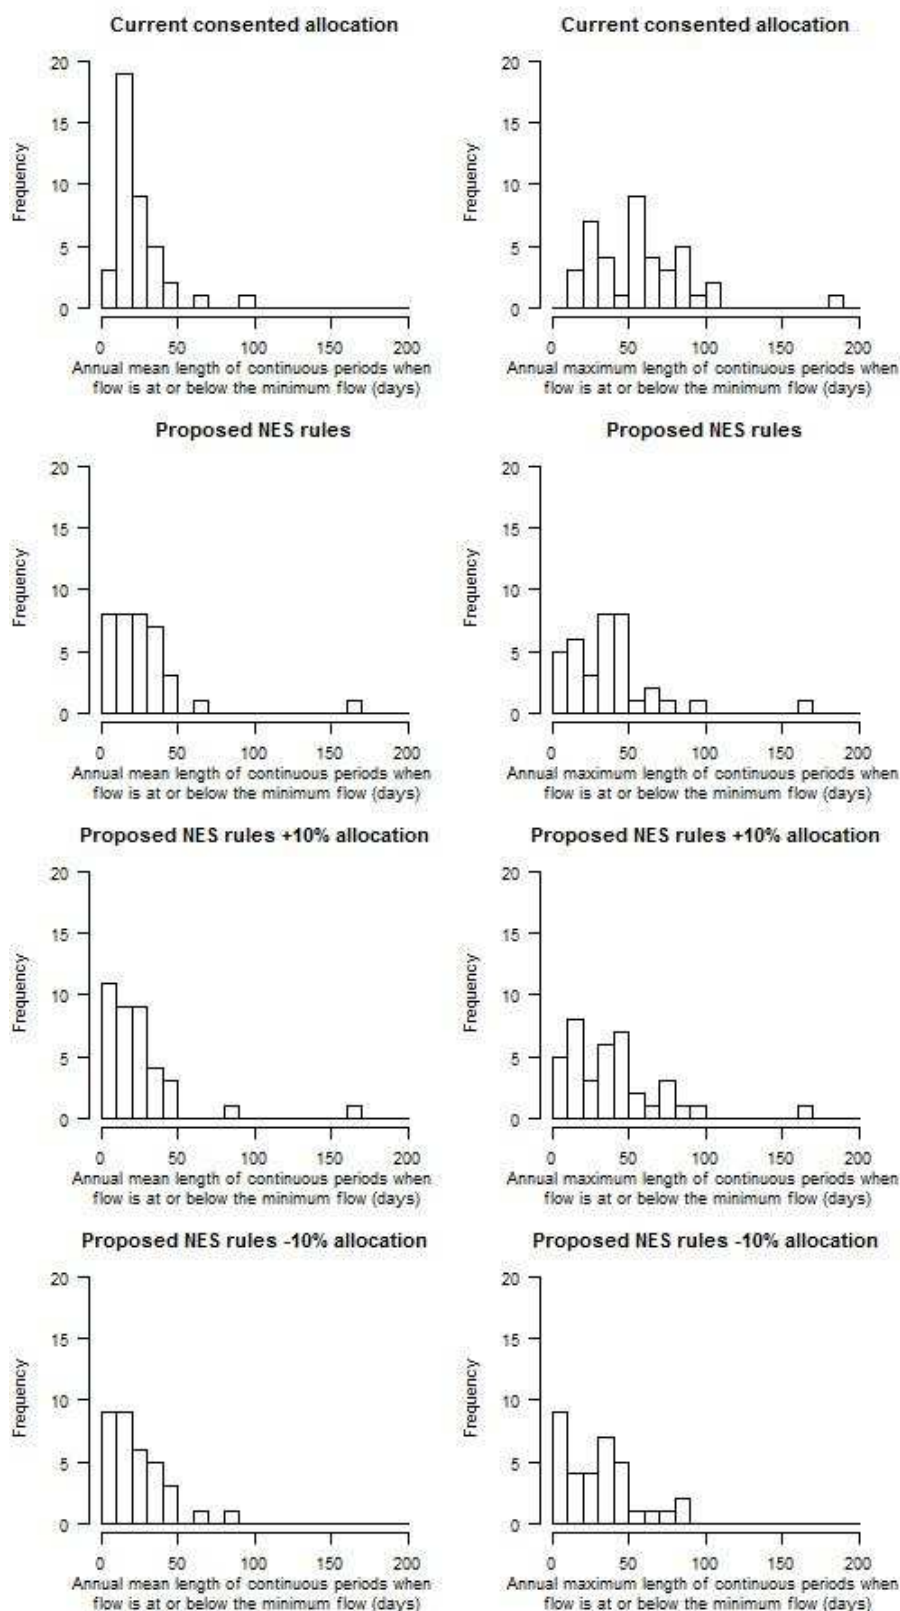 Current consented allocation
20
15
10
5
0
Frequency
0 50 100 150 200
Annual mean length of continuous periods when
flow is at or below the minimum flow (days)
Current consented allocation
20
15
10
5
0
Frequency
0 50 100 150 200
Annual maximum length of continuous periods when
flow is at or below the minimum flow (days)
Proposed NES rules
20
15
10
5
0
Frequency
0 50 100 150 200
Annual mean length of continuous periods when
flow is at or below the minimum flow (days)
Proposed NES rules
20
15
10
5
0
Frequency
0 50 100 150 200
Annual maximum length of continuous periods when
flow is at or below the minimum flow (days)
Proposed NES rules +10% allocation
20
15
10
5
0
Frequency
0 50 100 150 200
Annual mean length of continuous periods when
flow is at or below the minimum flow (days)
Proposed NES rules +10% allocation
20
15
10
5
0
Frequency
0 50 100 150 200
Annual maximum length of continuous periods when
flow is at or below the minimum flow (days)
Proposed NES rules -10% allocation
20
15
10
5
0
Frequency
0 50 100 150 200
Annual mean length of continuous periods when
flow is at or below the minimum flow (days)
Proposed NES rules -10% allocation
20
15
10
5
0
Frequency
0 50 100 150 200
Annual maximum length of continuous periods when
flow is at or below the minimum flow (days)